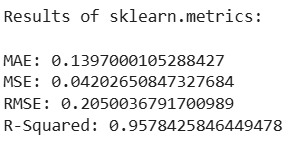 Results of sklearn.metrics:
MAE: 0.1397000105288427
MSE: 0.04202650847327684
RMSE: 0.2050036791700989
R-Squared: 0.9578425846449478